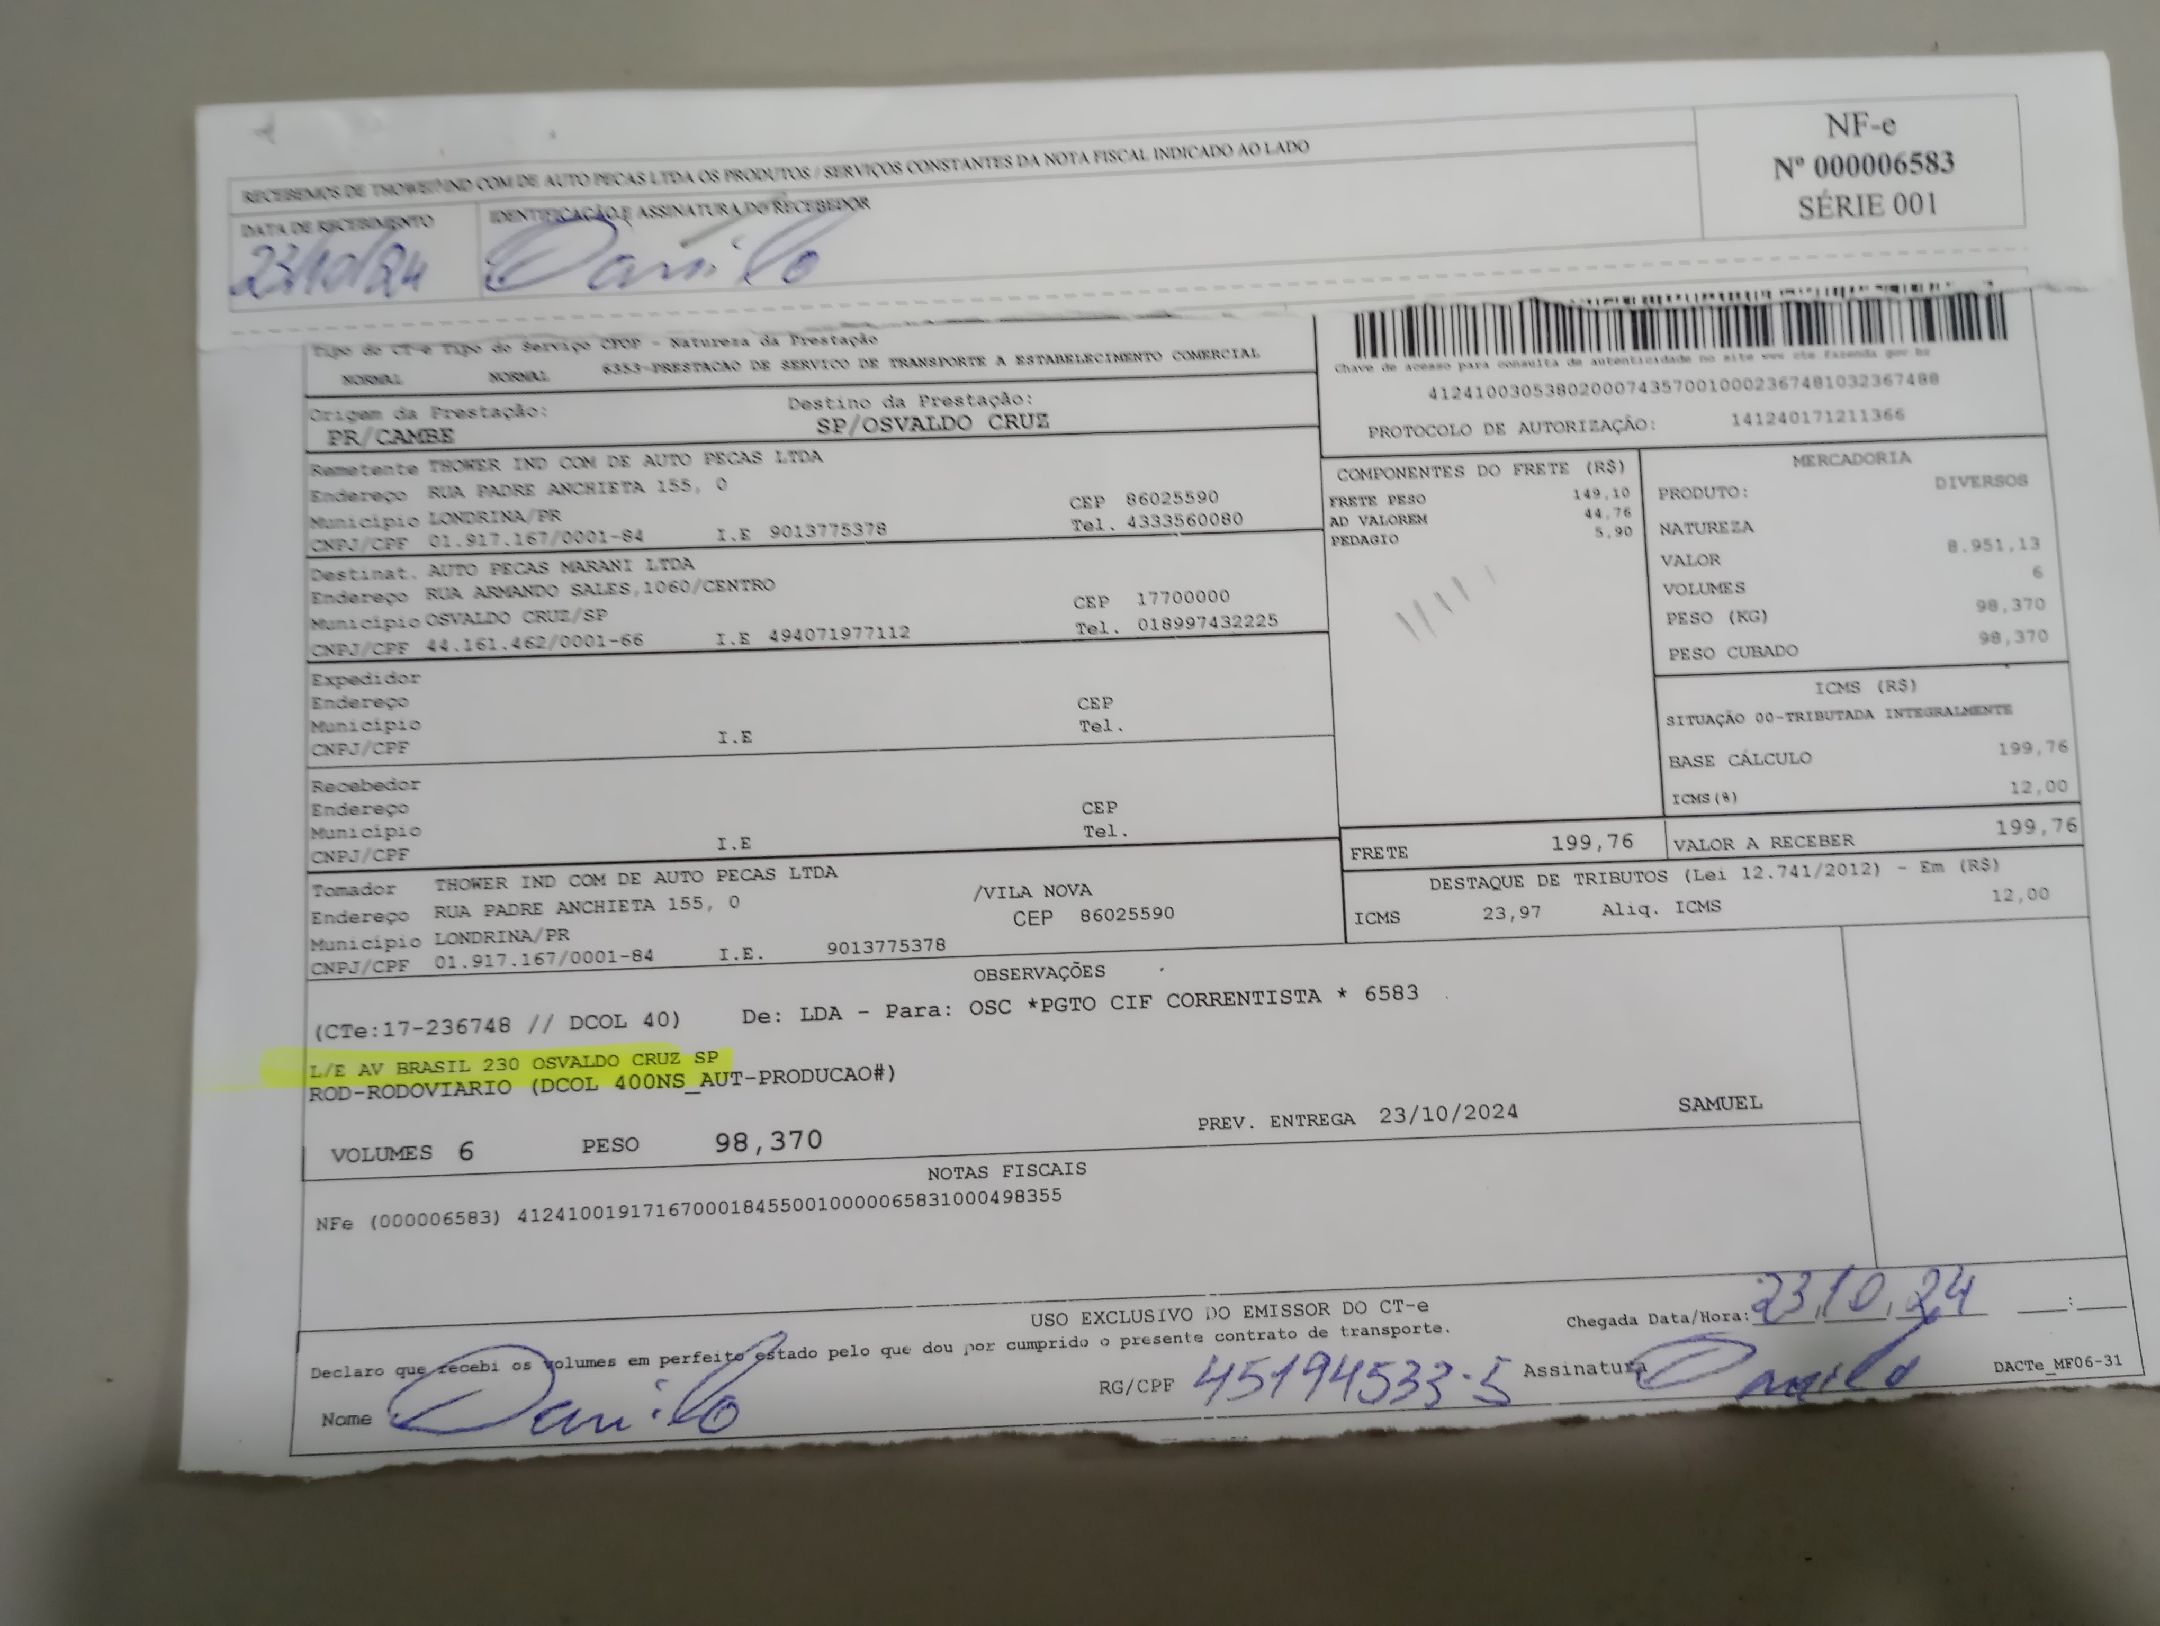 RECEBEMOS DE THOWER IND COM DE AUTO PECAS LTDA OS PRODUTOS / SERVIÇOS CONSTANTES DA NOTA FISCAL INDICADO AO LADO
DATA DE RECEBIMENTO IDENTIFICAÇÃO E ASSINATURA DO RECEBEDOR
23/10/24 Danilo
NF-e
Nº 000006583
SÉRIE 001
Tipo do CT-e Tipo do Serviço CFOP - Natureza da Prestação
NORMAL NORMAL 6353-PRESTACAO DE SERVICO DE TRANSPORTE A ESTABELECIMENTO COMERCIAL
Chave de acesso para consulta de autenticidade no site www cte fazenda gov br
41241003053802000743570010002367481032367488
PROTOCOLO DE AUTORIZAÇÃO: 141240171211366
Origem da Prestação: Destino da Prestação:
PR/CAMBE SP/OSVALDO CRUZ
Remetente THOWER IND COM DE AUTO PECAS LTDA
Endereço RUA PADRE ANCHIETA 155, 0 CEP 86025590
Município LONDRINA/PR Tel. 4333560080
CNPJ/CPF 01.917.167/0001-84 I.E 9013775378
Destinat. AUTO PECAS MARANI LTDA
Endereço RUA ARMANDO SALES,1060/CENTRO CEP 17700000
Município OSVALDO CRUZ/SP Tel. 018997432225
CNPJ/CPF 44.161.462/0001-66 I.E 494071977112
Expedidor
Endereço CEP
Município Tel.
CNPJ/CPF I.E
Recebedor
Endereço CEP
Município Tel.
CNPJ/CPF I.E
Tomador THOWER IND COM DE AUTO PECAS LTDA /VILA NOVA
Endereço RUA PADRE ANCHIETA 155, 0 CEP 86025590
Município LONDRINA/PR
CNPJ/CPF 01.917.167/0001-84 I.E. 9013775378
COMPONENTES DO FRETE (R$)
FRETE PESO 149,10
AD VALOREM 44,76
PEDAGIO 5,90
MERCADORIA
PRODUTO: DIVERSOS
NATUREZA
VALOR 8.951,13
VOLUMES 6
PESO (KG) 98,370
PESO CUBADO 98,370
ICMS (R$)
SITUAÇÃO 00-TRIBUTADA INTEGRALMENTE
BASE CÁLCULO 199,76
ICMS(%) 12,00
FRETE 199,76 VALOR A RECEBER 199,76
DESTAQUE DE TRIBUTOS (Lei 12.741/2012) - Em (R$)
ICMS 23,97 Aliq. ICMS 12,00
OBSERVAÇÕES
(CTe:17-236748 // DCOL 40) De: LDA - Para: OSC *PGTO CIF CORRENTISTA * 6583
L/E AV BRASIL 230 OSVALDO CRUZ SP
ROD-RODOVIARIO (DCOL 400NS_AUT-PRODUCAO#)
VOLUMES 6 PESO 98,370 PREV. ENTREGA 23/10/2024 SAMUEL
NOTAS FISCAIS
NFe (000006583) 41241001917167000184550010000065831000498355
USO EXCLUSIVO DO EMISSOR DO CT-e
Declaro que recebi os volumes em perfeito estado pelo que dou por cumprido o presente contrato de transporte. Chegada Data/Hora: 23/10/24 __:__
Nome Danilo RG/CPF 45194533-5 Assinatura Danilo DACTe_MF06-31